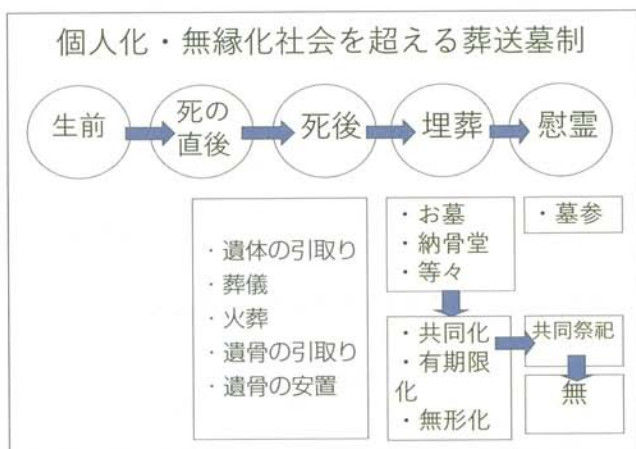 個人化・無縁化社会を超える葬送墓制
生前
死の
直後
死後
埋葬
慰霊
・遺体の引取り
・葬儀
・火葬
・遺骨の引取り
・遺骨の安置
・お墓
・納骨堂
・等々
・墓参
・共同化
・有期限
化
・無形化
共同祭祀
無